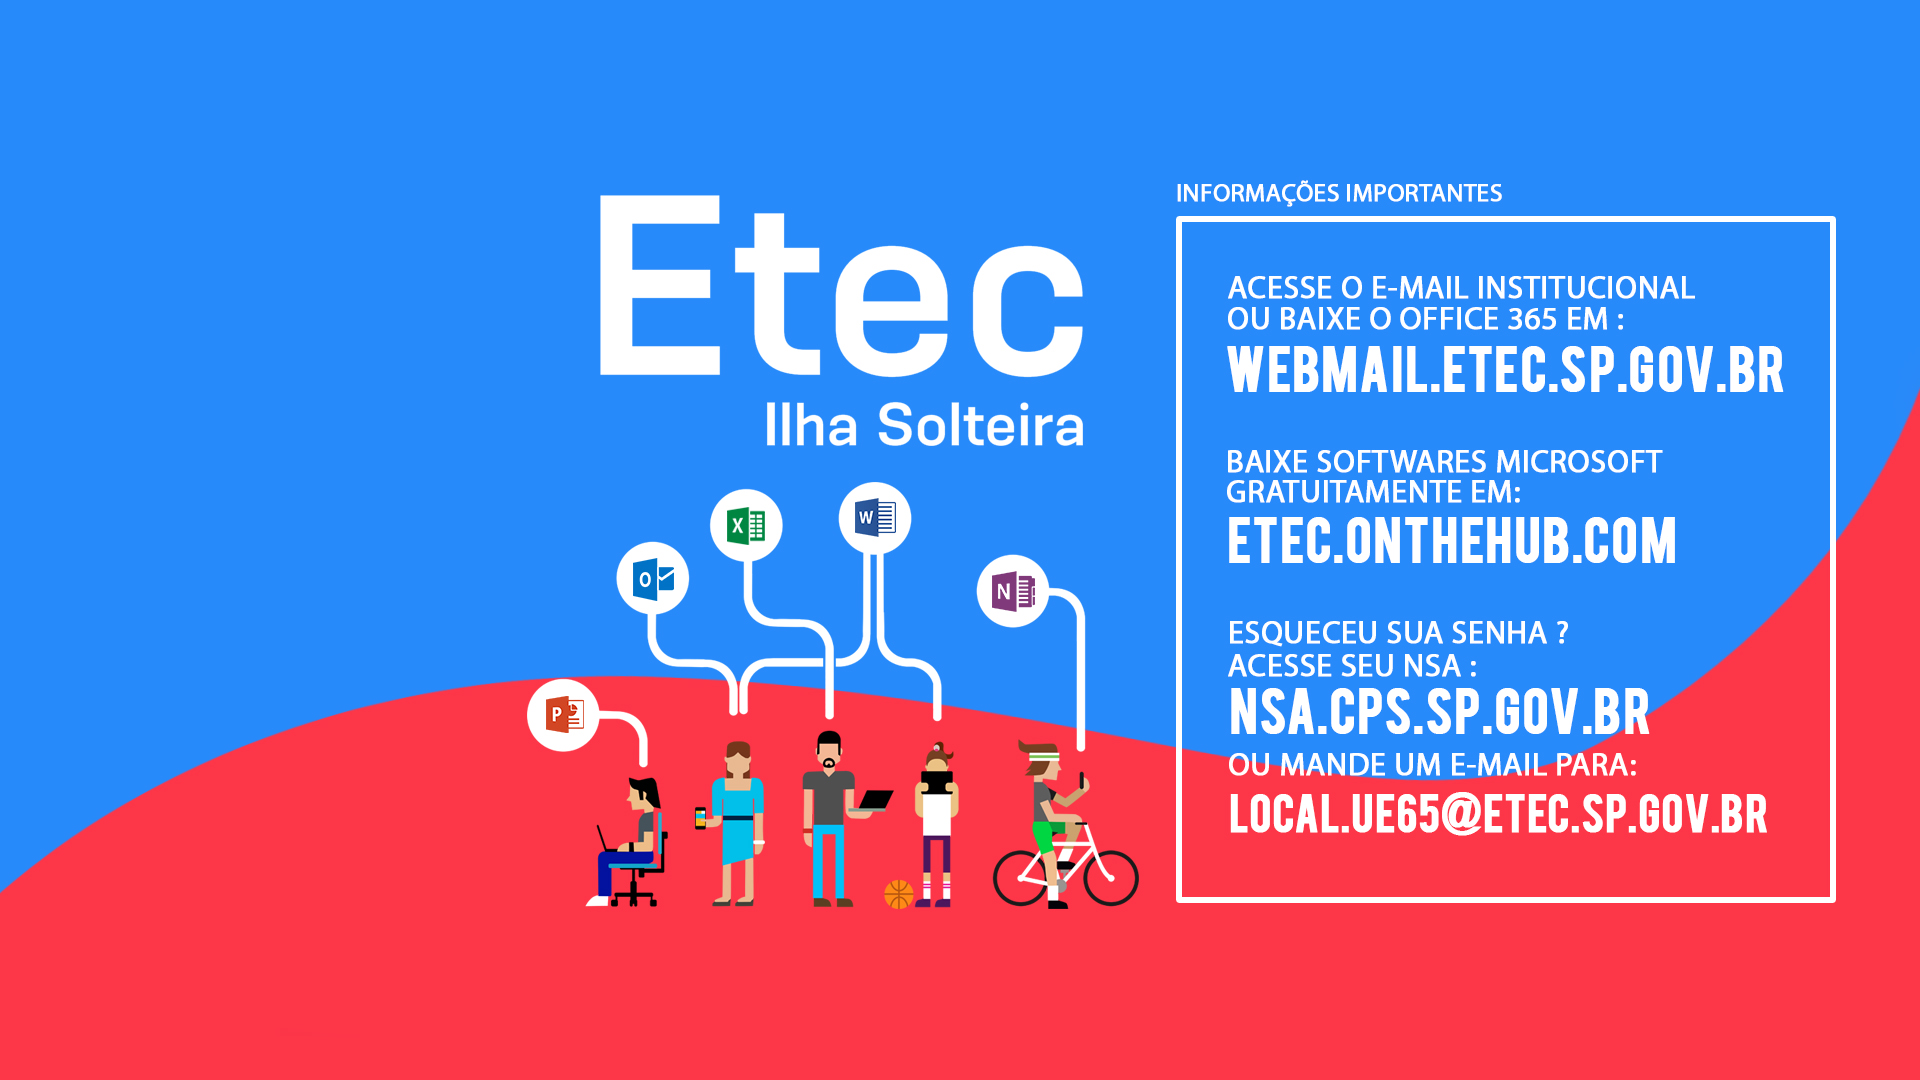 Etec
Ilha Solteira
X
W
O
N
P
INFORMAÇÕES IMPORTANTES
ACESSE O E-MAIL INSTITUCIONAL
OU BAIXE O OFFICE 365 EM :
WEBMAIL.ETEC.SP.GOV.BR
BAIXE SOFTWARES MICROSOFT
GRATUITAMENTE EM:
ETEC.ONTHEHUB.COM
ESQUECEU SUA SENHA ?
ACESSE SEU NSA :
NSA.CPS.SP.GOV.BR
OU MANDE UM E-MAIL PARA:
LOCAL.UE65@ETEC.SP.GOV.BR